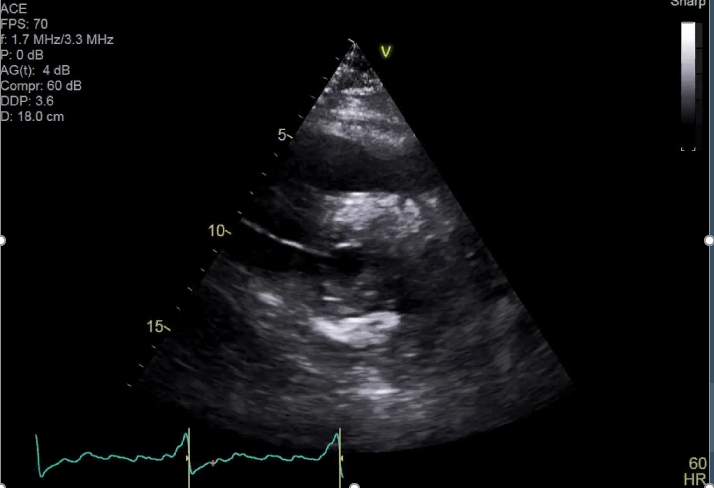 ACE
FPS: 70
f: 1.7 MHz/3.3 MHz
P: 0 dB
AG(t): 4 dB
Compr: 60 dB
DDP: 3.6
D: 18.0 cm
Sharp
V
5
10
15
60
HR